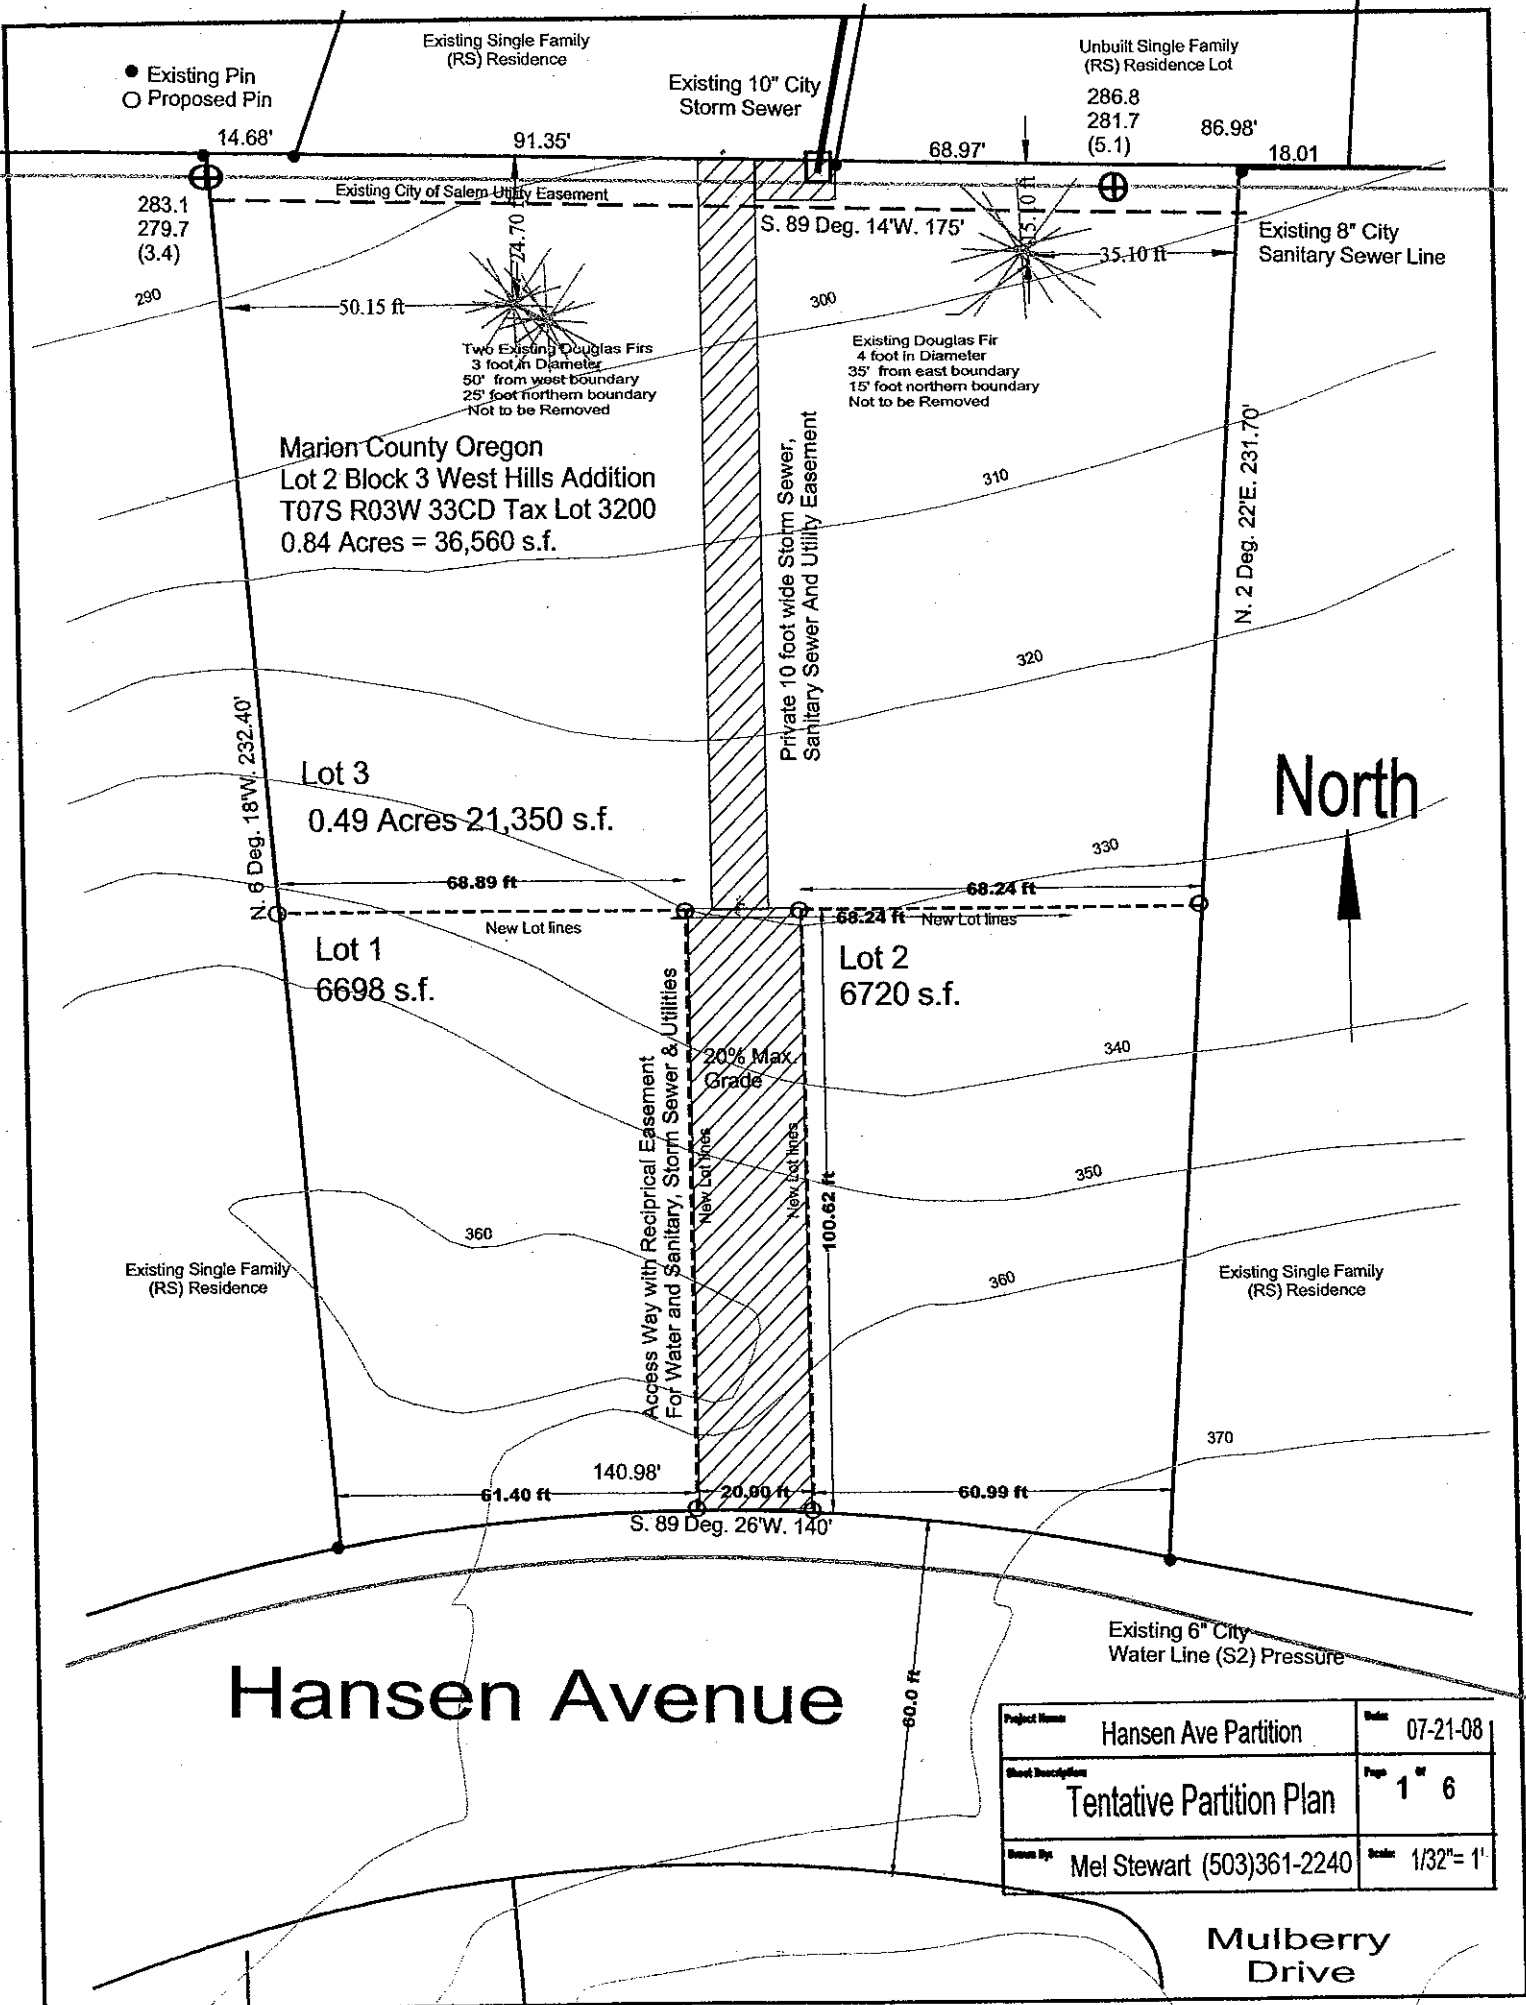 Existing Pin
Proposed Pin
Existing Single Family
(RS) Residence
Existing 10" City
Storm Sewer
Unbuilt Single Family
(RS) Residence Lot
286.8
281.7
(5.1)
14.68'
91.35'
68.97'
86.98'
18.01
283.1
279.7
(3.4)
Existing City of Salem Utility Easement
S. 89 Deg. 14'W. 175'
24.70
15.10 ft
35.10 ft
Existing 8" City
Sanitary Sewer Line
290
50.15 ft
300
Two Existing Douglas Firs
3 foot in Diameter
50' from west boundary
25' foot northern boundary
Not to be Removed
Existing Douglas Fir
4 foot in Diameter
35' from east boundary
15' foot northern boundary
Not to be Removed
Marion County Oregon
Lot 2 Block 3 West Hills Addition
T07S R03W 33CD Tax Lot 3200
0.84 Acres = 36,560 s.f.
Private 10 foot wide Storm Sewer,
Sanitary Sewer And Utility Easement
310
N. 2 Deg. 22'E. 231.70'
320
N. 6 Deg. 18'W. 232.40'
Lot 3
0.49 Acres 21,350 s.f.
North
330
68.89 ft
68.24 ft
68.24 ft
New Lot lines
New Lot lines
Lot 1
6698 s.f.
Lot 2
6720 s.f.
20% Max.
Grade
340
Access Way with Reciprical Easement
For Water and Sanitary, Storm Sewer & Utilities
New Lot lines
New Lot lines
100.62 ft
350
360
360
Existing Single Family
(RS) Residence
Existing Single Family
(RS) Residence
370
140.98'
61.40 ft
20.00 ft
60.99 ft
S. 89 Deg. 26'W. 140'
Existing 6" City
Water Line (S2) Pressure
Hansen Avenue
60.0 ft
Project Name:
Hansen Ave Partition
Date:
07-21-08
Sheet Description:
Tentative Partition Plan
Page 1 of 6
Drawn By:
Mel Stewart (503)361-2240
Scale:
1/32"= 1'
Mulberry
Drive